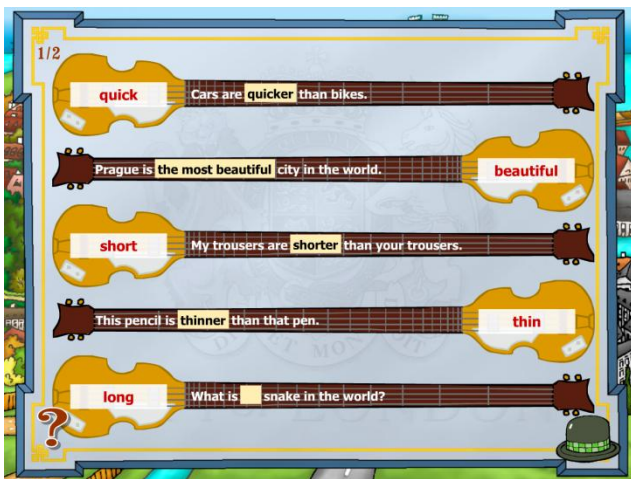 1/2
quick
Cars are quicker than bikes.
Prague is the most beautiful city in the world.
beautiful
short
My trousers are shorter than your trousers.
This pencil is thinner than that pen.
thin
long
What is snake in the world?
?